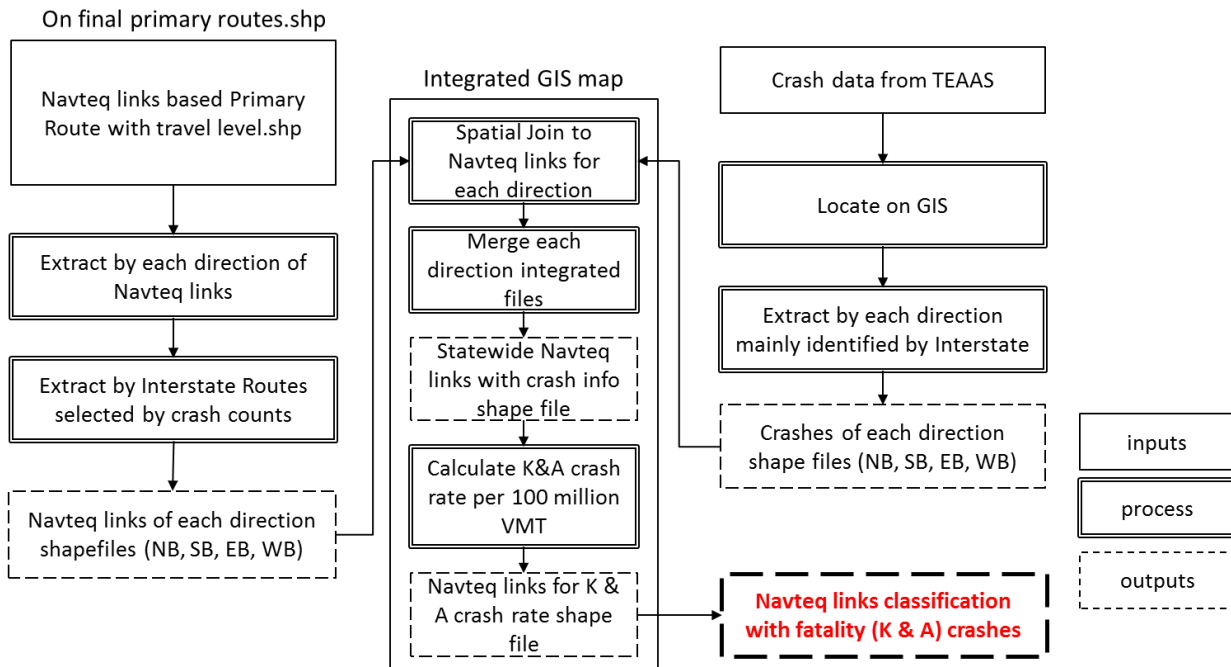 On final primary routes.shp
Navteq links based Primary
Route with travel level.shp
Extract by each direction of
Navteq links
Extract by Interstate Routes
selected by crash counts
Navteq links of each direction
shapefiles (NB, SB, EB, WB)
Integrated GIS map
Spatial Join to
Navteq links for
each direction
Merge each
direction integrated
files
Statewide Navteq
links with crash info
shape file
Calculate K&A crash
rate per 100 million
VMT
Navteq links for K &
A crash rate shape
file
Crash data from TEAAS
Locate on GIS
Extract by each direction
mainly identified by Interstate
Crashes of each direction
shape files (NB, SB, EB, WB)
Navteq links classification
with fatality (K & A) crashes
inputs
process
outputs